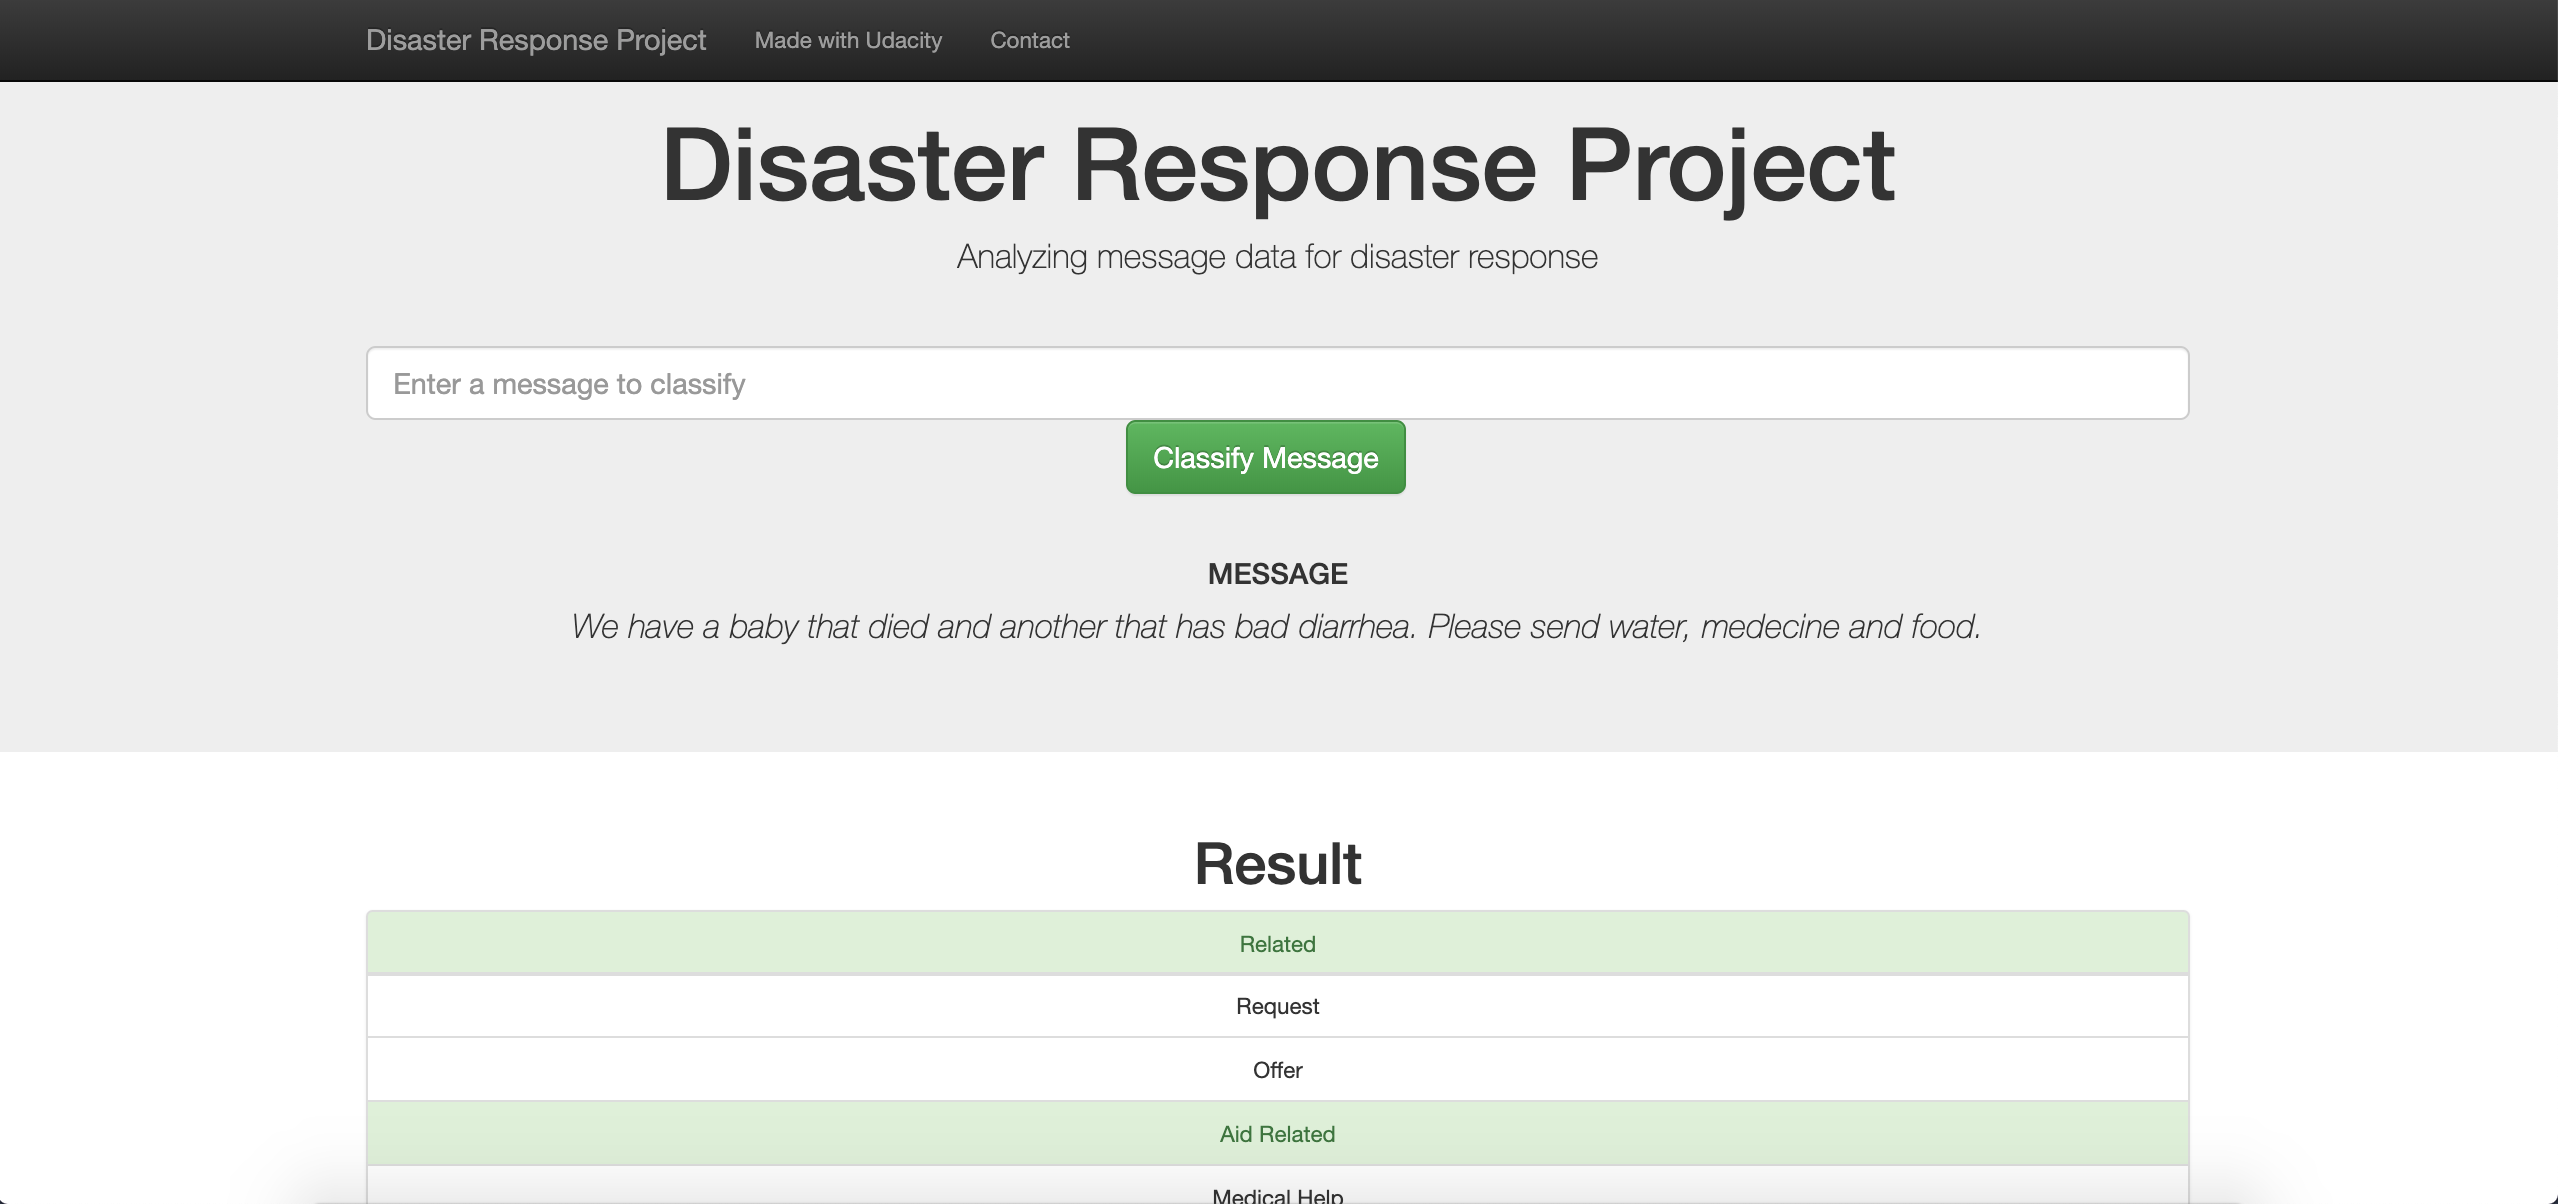 Disaster Response Project Made with Udacity Contact
Disaster Response Project
Analyzing message data for disaster response
Enter a message to classify
Classify Message
MESSAGE
We have a baby that died and another that has bad diarrhea. Please send water, medecine and food.
Result
Related
Request
Offer
Aid Related
Medical Help